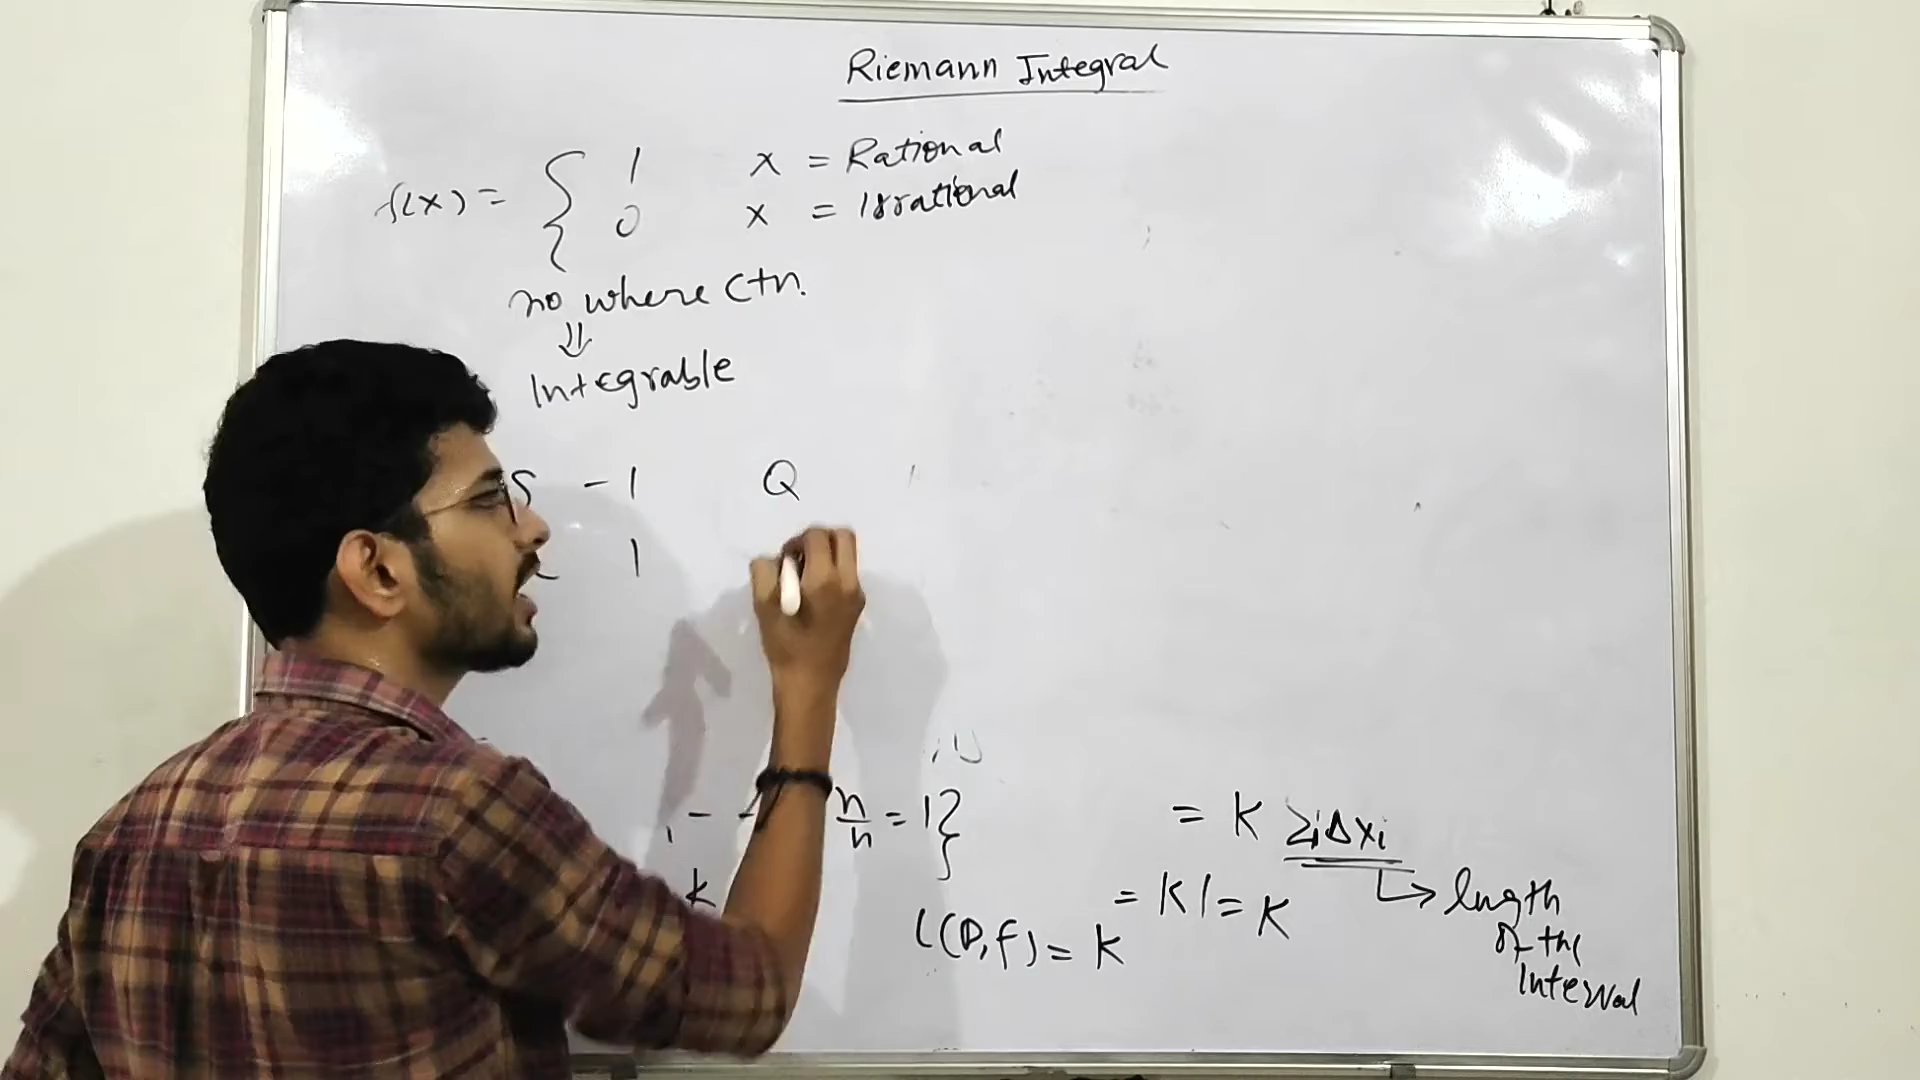 Riemann Integral
f(x) = { 1 x = Rational
0 x = Irrational
no where ctn.
⇓
Integrable
-1 Q
1
, - - n/n = 1}
k
= K Σ Δxi
= K1 = K → length
L(P,f) = K of the
Interval